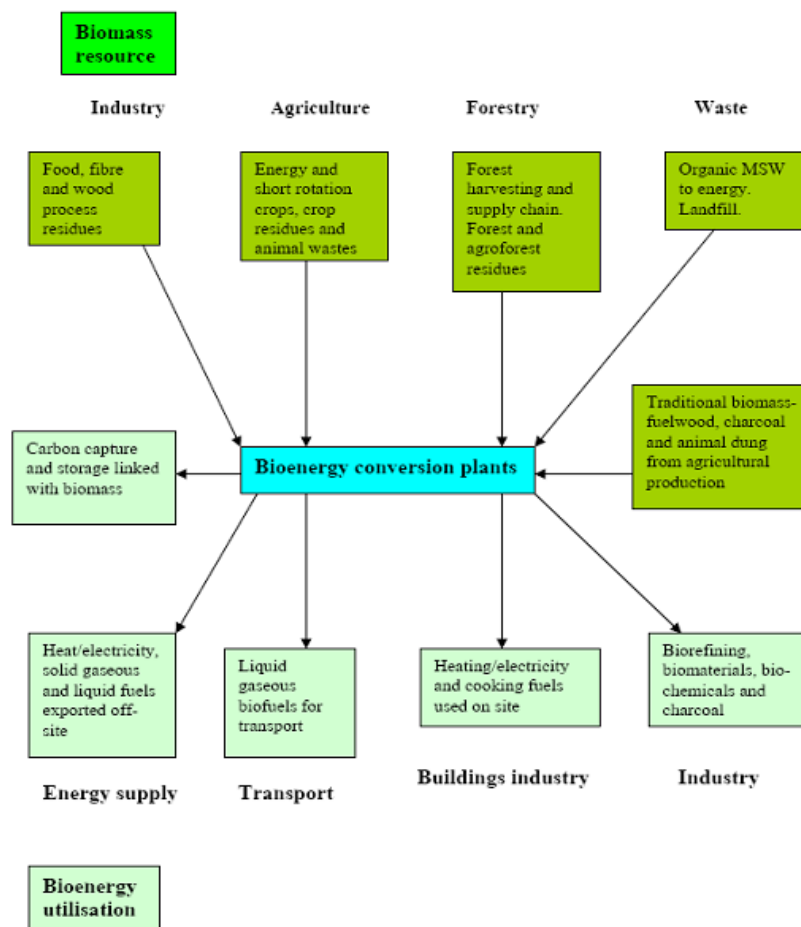 Biomass
resource
Industry
Agriculture
Forestry
Waste
Food, fibre
and wood
process
residues
Energy and
short rotation
crops, crop
residues and
animal wastes
Forest
harvesting and
supply chain.
Forest and
agroforest
residues
Organic MSW
to energy.
Landfill.
Carbon capture
and storage linked
with biomass
Bioenergy conversion plants
Traditional biomass-
fuelwood, charcoal
and animal dung
from agricultural
production
Heat/electricity,
solid gaseous
and liquid fuels
exported off-
site
Liquid
gaseous
biofuels for
transport
Heating/electricity
and cooking fuels
used on site
Biorefining,
biomaterials, bio-
chemicals and
charcoal
Energy supply
Transport
Buildings industry
Industry
Bioenergy
utilisation